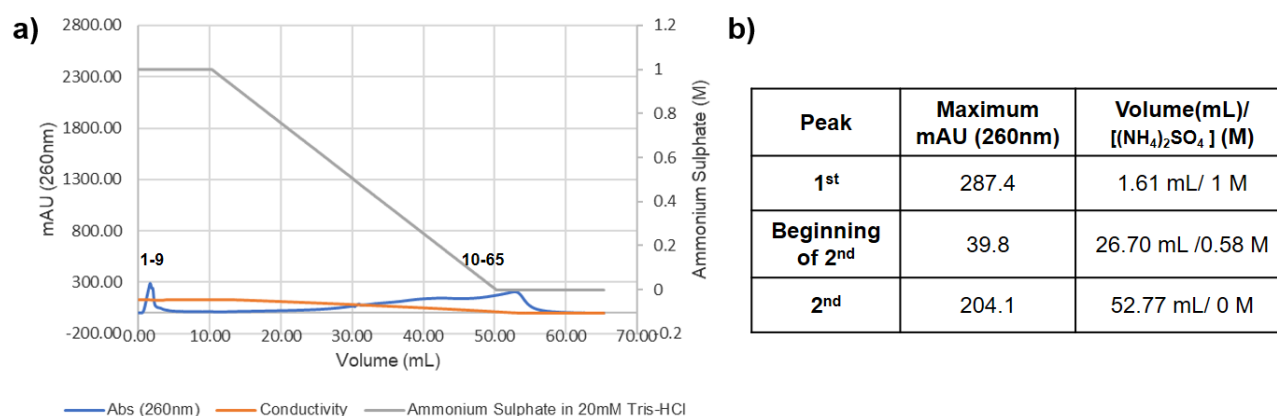 a)
2800.00
2300.00
1800.00
1300.00
800.00
300.00
-200.00
mAU (260nm)
1-9
10-65
1.2
1
0.8
0.6
0.4
0.2
0
-0.2
Ammonium Sulphate (M)
0.00 10.00 20.00 30.00 40.00 50.00 60.00 70.00
Volume (mL)
Abs (260nm) Conductivity Ammonium Sulphate in 20mM Tris-HCl
b)
Peak Maximum mAU (260nm) Volume(mL)/ [(NH₄)₂SO₄ ] (M)
1st 287.4 1.61 mL/ 1 M
Beginning of 2nd 39.8 26.70 mL /0.58 M
2nd 204.1 52.77 mL/ 0 M